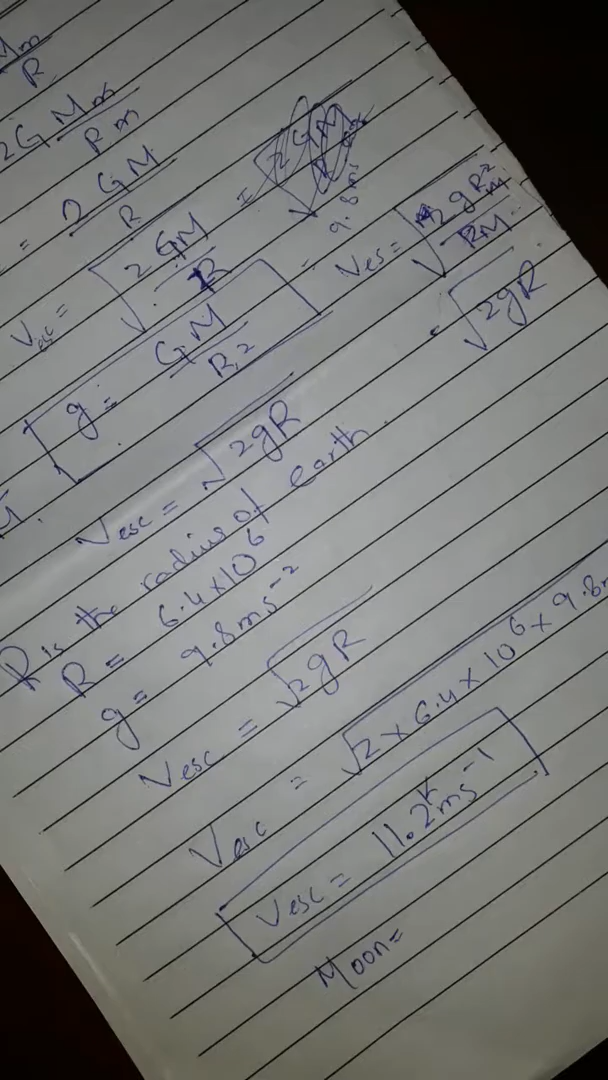 Mm/R
2GMm/Rm
= 2GM/R
Vesc = √2GM/R =
g = GM/R² = 9.8ms
Ves = √2gR²M/RM
= √2gR
Vesc = √2gR
R is the radius of earth.
R = 6.4×10⁶
g = 9.8ms⁻²
Vesc = √2gR
Vesc = √2×6.4×10⁶×9.8
Vesc = 11.2kms⁻¹
Moon=